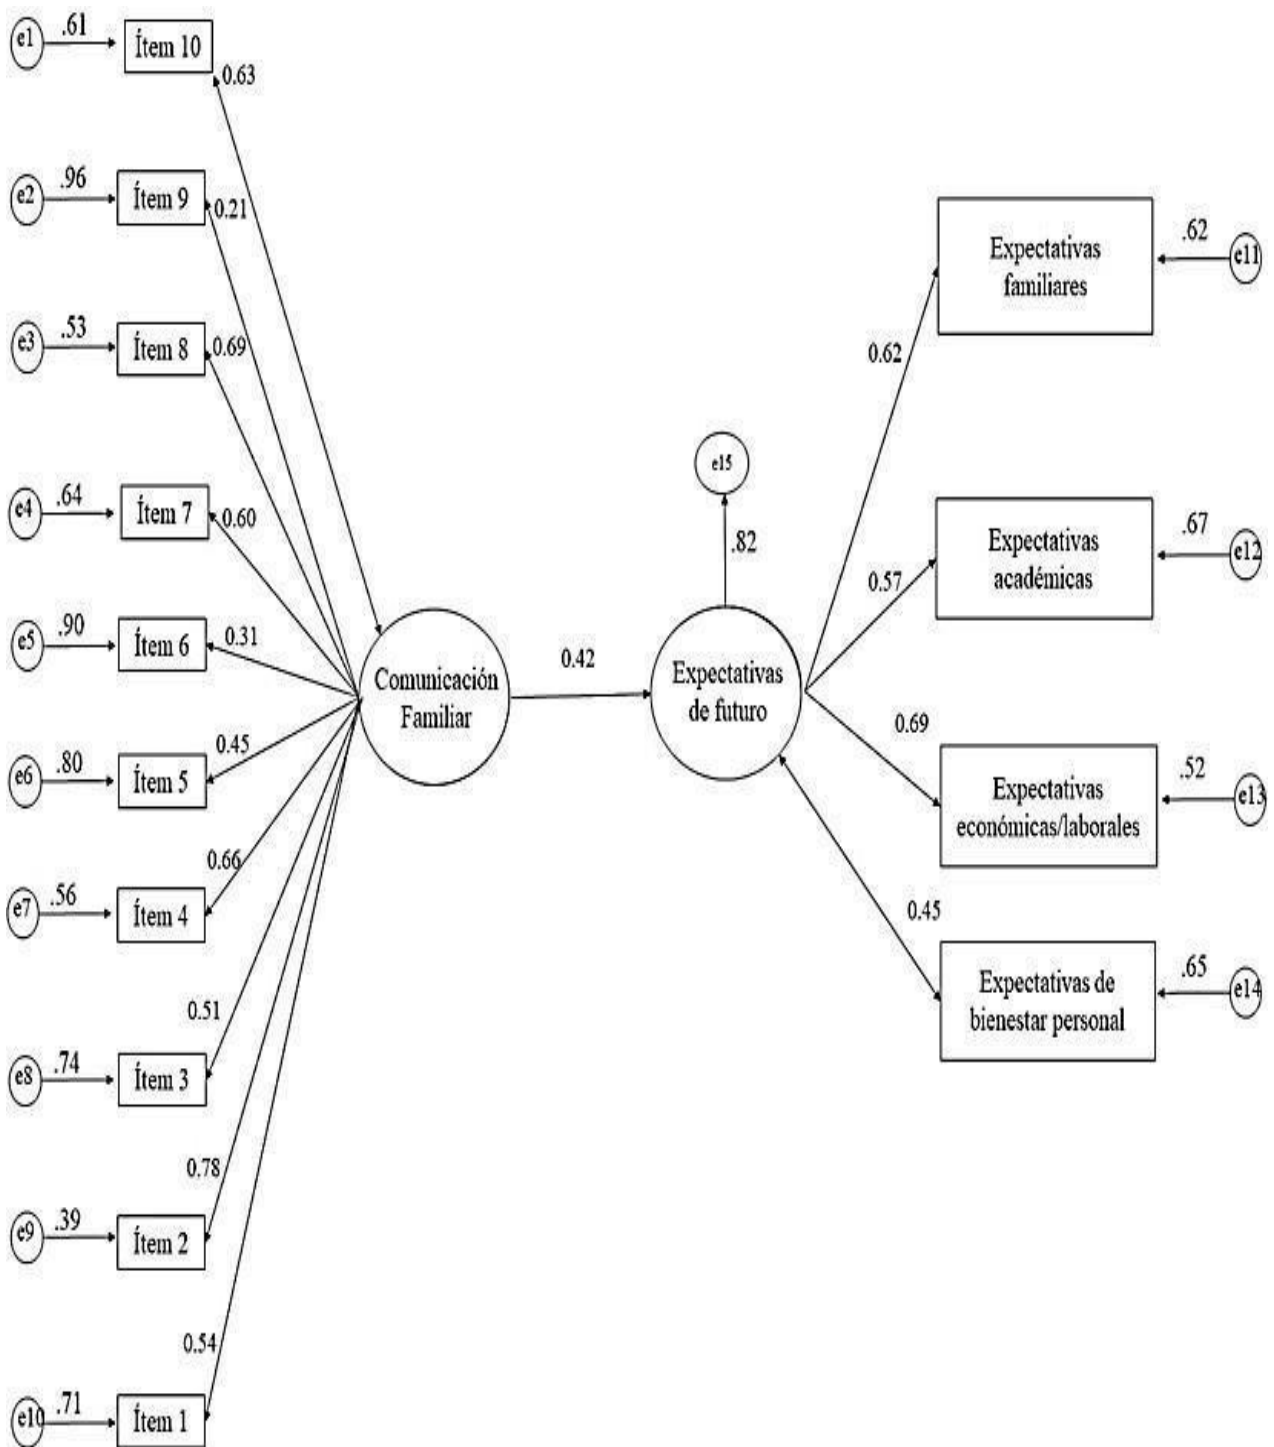 e1 .61 Ítem 10
0.63
e2 .96 Ítem 9 0.21
e3 .53 Ítem 8 0.69
e4 .64 Ítem 7 0.60
e5 .90 Ítem 6 0.31
e6 .80 Ítem 5 0.45
e7 .56 Ítem 4 0.66
e8 .74 Ítem 3 0.51
e9 .39 Ítem 2 0.78
e10 .71 Ítem 1 0.54
Comunicación
Familiar
0.42
Expectativas
de futuro
.82
e15
0.62
Expectativas
familiares
.62 e11
0.57
Expectativas
académicas
.67 e12
0.69
Expectativas
económicas/laborales
.52 e13
0.45
Expectativas de
bienestar personal
.65 e14